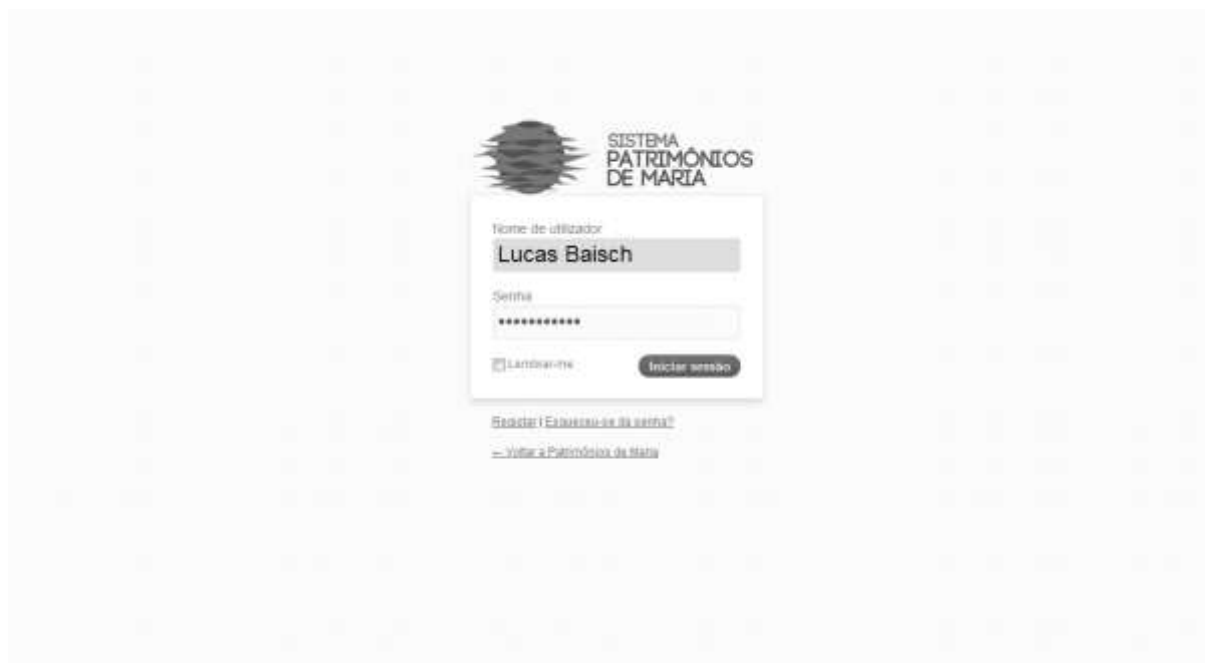 SISTEMA
PATRIMÔNIOS
DE MARIA
Nome de utilizador
Lucas Baisch
Senha
•••••••••••
Lembrar-me
Iniciar sessão
Registar | Esqueceu-se da senha?
← Voltar a Patrimônios de Maria